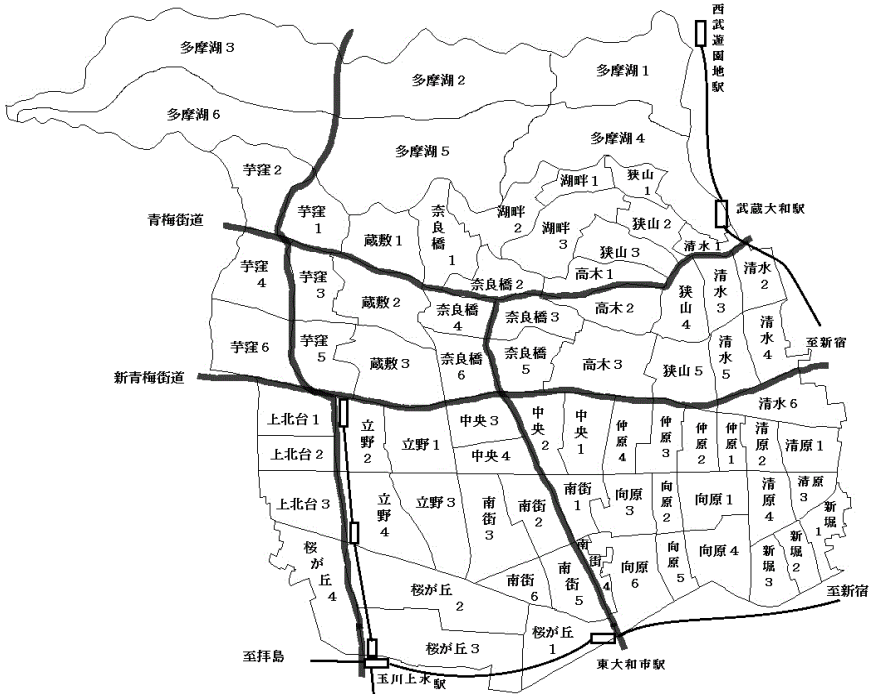 西武遊園地駅
多摩湖3
多摩湖2
多摩湖1
多摩湖6
多摩湖5
多摩湖4
芋窪2
湖畔1
狭山1
武蔵大和駅
青梅街道
芋窪1
蔵敷1
奈良橋1
湖畔2
湖畔3
狭山2
清水1
狭山3
芋窪4
芋窪3
奈良橋2
高木1
清水3
清水2
蔵敷2
奈良橋4
奈良橋3
高木2
狭山4
清水4
至新宿
芋窪6
芋窪5
蔵敷3
奈良橋6
奈良橋5
高木3
狭山5
清水5
新青梅街道
清水6
上北台1
立野2
立野1
中央3
中央2
中央1
仲原4
仲原3
仲原2
仲原1
清原2
清原1
上北台2
中央4
上北台3
立野4
立野3
南街3
南街2
南街1
向原3
向原2
向原1
清原4
清原3
新堀1
桜が丘4
南街4
向原6
向原5
向原4
新堀3
新堀2
桜が丘2
南街6
南街5
至新宿
桜が丘3
桜が丘1
至拝島
玉川上水駅
東大和市駅